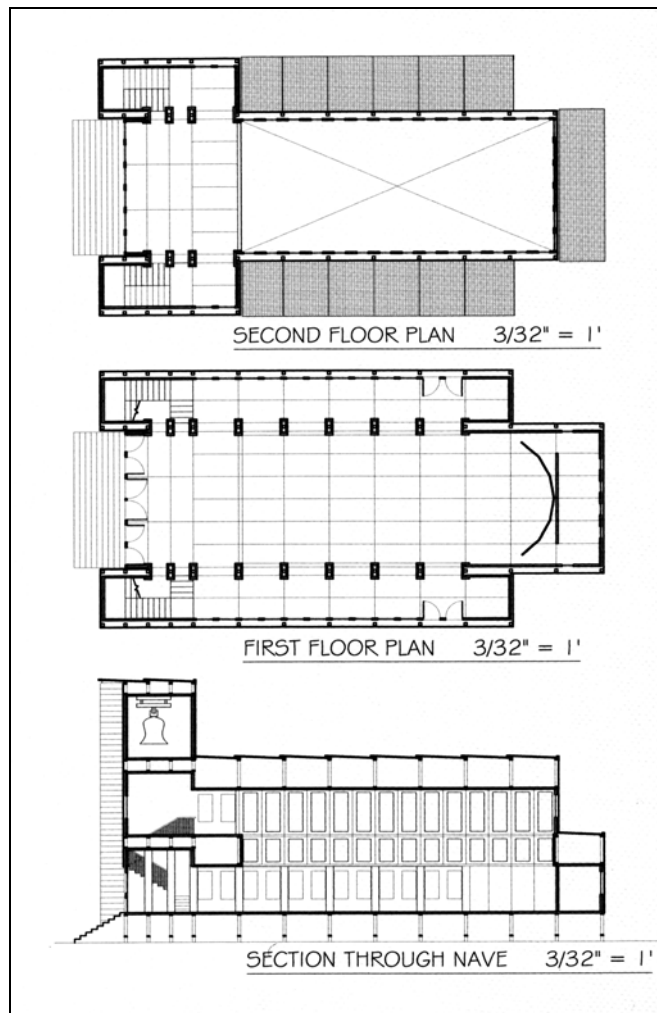 SECOND FLOOR PLAN 3/32" = 1'
FIRST FLOOR PLAN 3/32" = 1'
SECTION THROUGH NAVE 3/32" = 1'